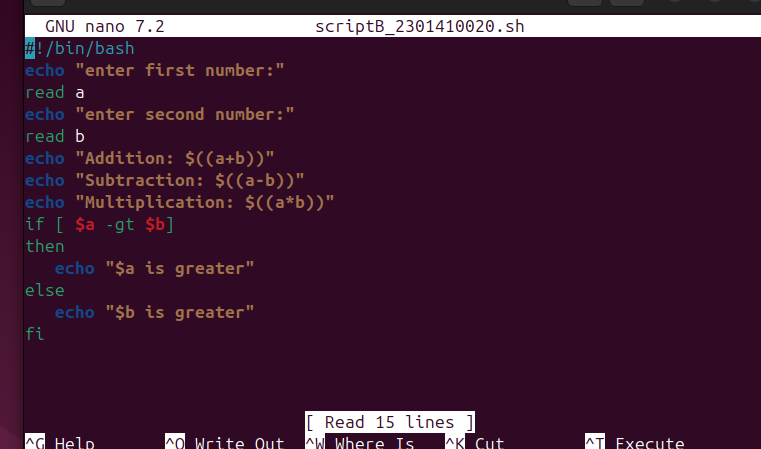 GNU nano 7.2 scriptB_2301410020.sh
#!/bin/bash
echo "enter first number:"
read a
echo "enter second number:"
read b
echo "Addition: $((a+b))"
echo "Subtraction: $((a-b))"
echo "Multiplication: $((a*b))"
if [ $a -gt $b]
then
   echo "$a is greater"
else
   echo "$b is greater"
fi
[ Read 15 lines ]
^G Help ^O Write Out ^W Where Is ^K Cut ^T Execute